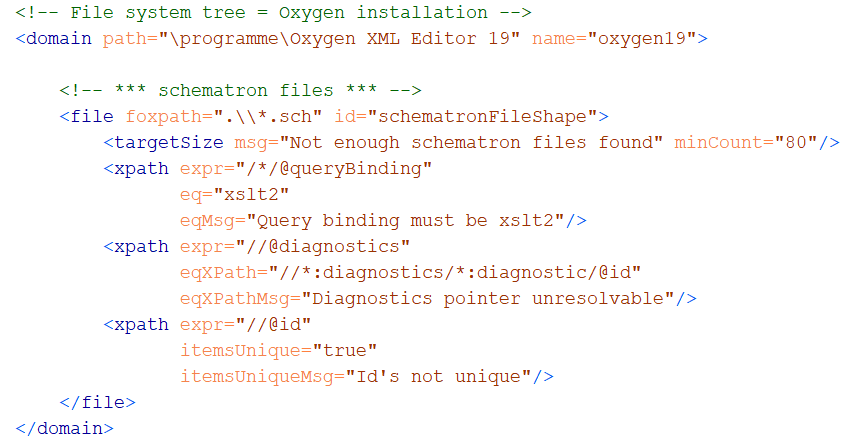 <!-- File system tree = Oxygen installation -->
<domain path="\programme\Oxygen XML Editor 19" name="oxygen19">
<!-- *** schematron files *** -->
<file foxpath=".\\*.sch" id="schematronFileShape">
<targetSize msg="Not enough schematron files found" minCount="80"/>
<xpath expr="/*/@queryBinding"
eq="xslt2"
eqMsg="Query binding must be xslt2"/>
<xpath expr="//@diagnostics"
eqXPath="//*:diagnostics/*:diagnostic/@id"
eqXPathMsg="Diagnostics pointer unresolvable"/>
<xpath expr="//@id"
itemsUnique="true"
itemsUniqueMsg="Id's not unique"/>
</file>
</domain>